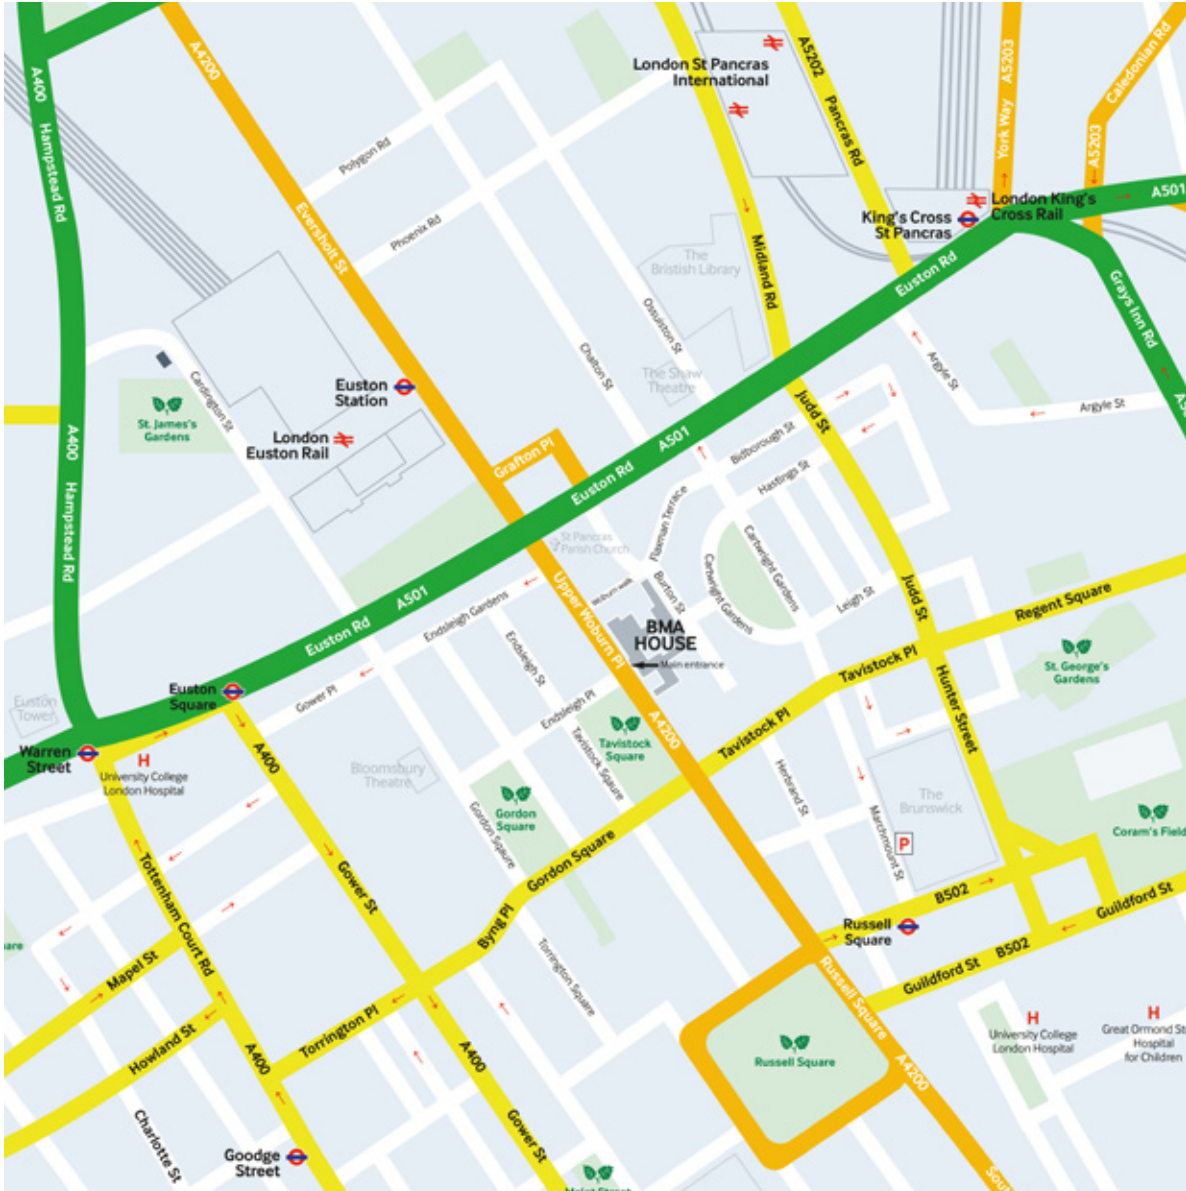 A400
Hampstead Rd
A4200
London St Pancras
International
A5202
Pancras Rd
York Way
A5203
Caledonian Rd
A5203
A501
Polygon Rd
Phoenix Rd
Eversholt St
King's Cross
St Pancras
London King's
Cross Rail
The
Bristish Library
Midland Rd
Euston Rd
Grays Inn Rd
Ossulston St
Chalton St
The Shaw
Theatre
Argyle St
Argyle St
Cardington St
Euston
Station
London
Euston Rail
St. James's
Gardens
A400
Hampstead Rd
Grafton Pl
Euston Rd
A501
Judd St
Bidborough St
Hastings St
Flaxman Terrace
St Pancras
Parish Church
Cartwright Gardens
Cartwright Gardens
Leigh St
Judd St
Burton St
Woburn walk
Upper Woburn Pl
BMA
HOUSE
Main entrance
Euston Rd
A501
Endsleigh Gardens
Endsleigh St
Endsleigh Pl
Gower Pl
Regent Square
Tavistock Pl
Tavistock Pl
St. George's
Gardens
Hunter Street
Euston
Tower
Euston
Square
Warren
Street
H
University College
London Hospital
A400
Bloomsbury
Theatre
A4200
Tavistock
Square
Tavistock Sqaure
Gordon
Square
Gordon Sqaure
Gordon Square
Herbrand St
Marchmount St
The
Brunswick
P
Coram's Field
Tottenham Court Rd
Gower St
Byng Pl
B502
Guildford St
Russell
Square
Guildford St
B502
Mapel St
Howland St
Torrington Pl
Torrington Square
Russell Square
Russell Square
A4200
H
University College
London Hospital
H
Great Ormond St
Hospital
for Children
A400
A400
Gower St
Charlotte St
Goodge
Street